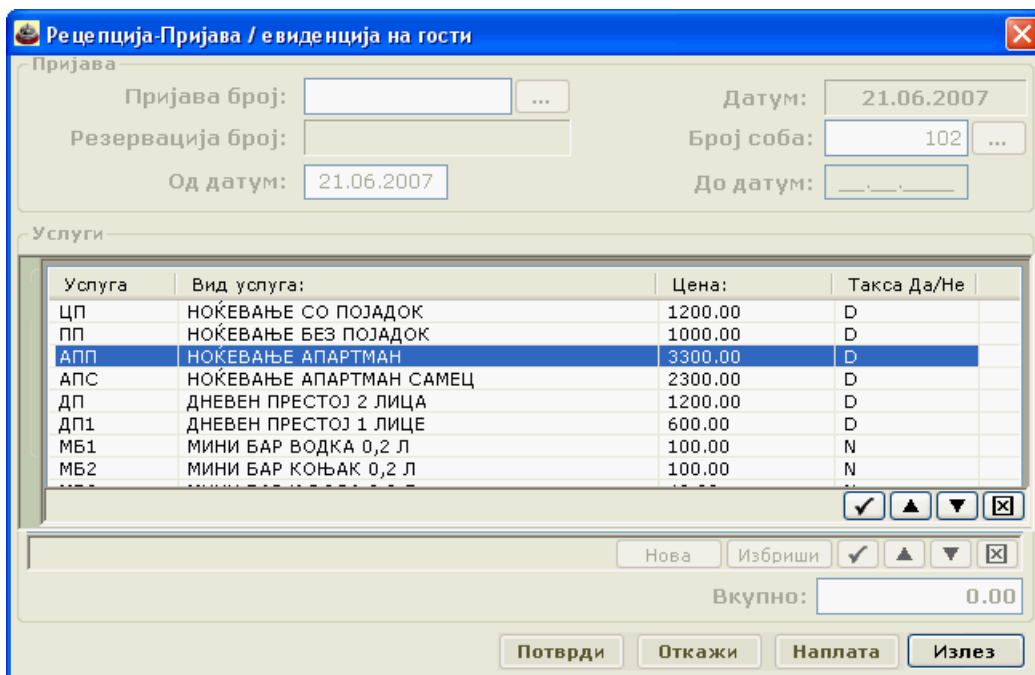 Рецепција-Пријава / евиденција на гости
Пријава
Пријава број: ... Датум: 21.06.2007
Резервација број: Број соба: 102 ...
Од датум: 21.06.2007 До датум: __.__.____
Услуги
Услуга Вид услуга: Цена: Такса Да/Не
ЦП НОЌЕВАЊЕ СО ПОЈАДОК 1200.00 D
ПП НОЌЕВАЊЕ БЕЗ ПОЈАДОК 1000.00 D
АПП НОЌЕВАЊЕ АПАРТМАН 3300.00 D
АПС НОЌЕВАЊЕ АПАРТМАН САМЕЦ 2300.00 D
ДП ДНЕВЕН ПРЕСТОЈ 2 ЛИЦА 1200.00 D
ДП1 ДНЕВЕН ПРЕСТОЈ 1 ЛИЦЕ 600.00 D
МБ1 МИНИ БАР ВОДКА 0,2 Л 100.00 N
МБ2 МИНИ БАР КОЊАК 0,2 Л 100.00 N
Нова Избриши
Вкупно: 0.00
Потврди Откажи Наплата Излез